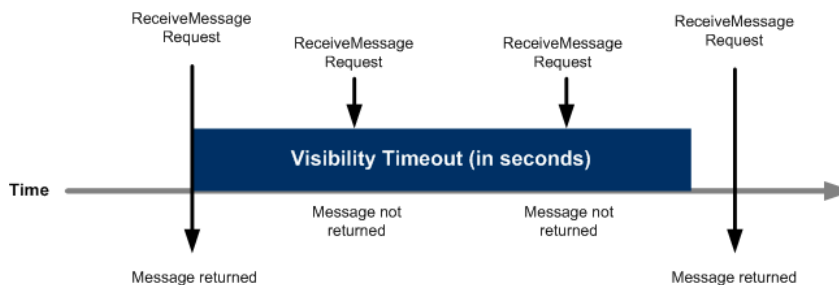 ReceiveMessage
Request
ReceiveMessage
Request
ReceiveMessage
Request
ReceiveMessage
Request
Visibility Timeout (in seconds)
Time
Message not
returned
Message not
returned
Message returned
Message returned